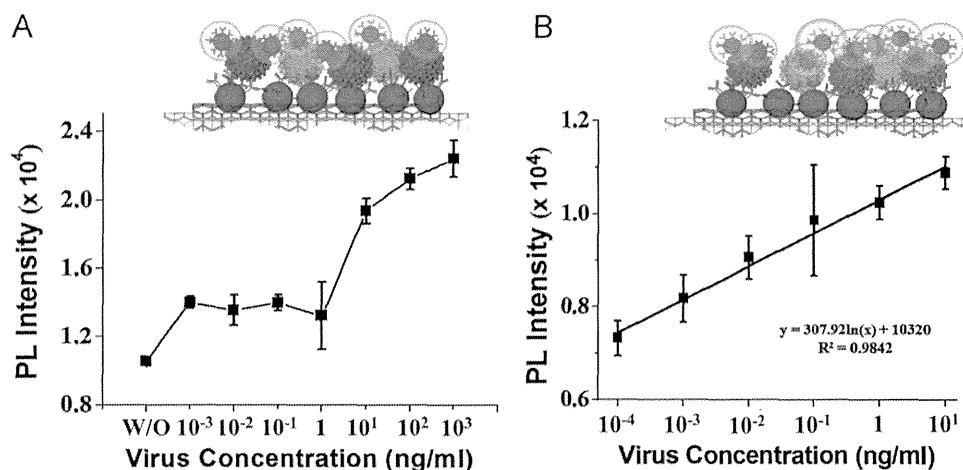 A
PL Intensity (x 10⁴)
2.4
2.0
1.6
1.2
0.8
W/O 10⁻³ 10⁻² 10⁻¹ 1 10¹ 10² 10³
Virus Concentration (ng/ml)
B
PL Intensity (x 10⁴)
1.2
1.0
0.8
0.6
y = 307.92ln(x) + 10320
R² = 0.9842
10⁻⁴ 10⁻³ 10⁻² 10⁻¹ 1 10¹
Virus Concentration (ng/ml)